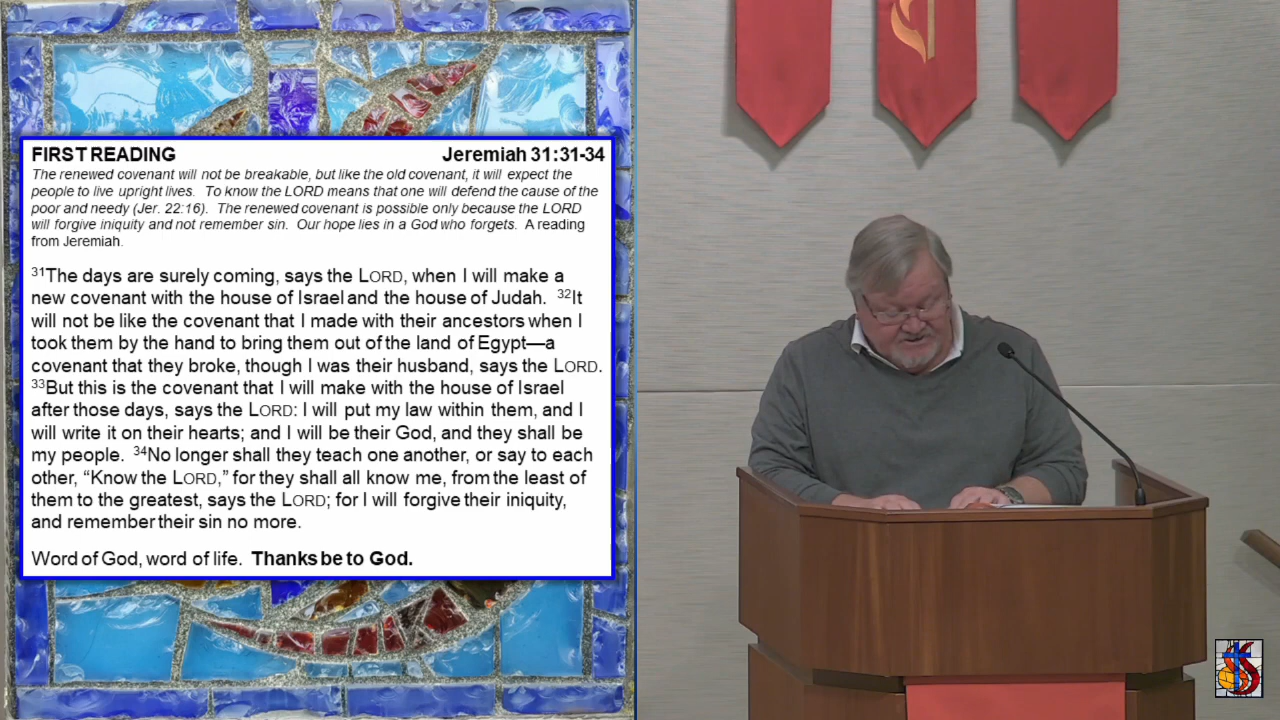 FIRST READING Jeremiah 31:31-34
The renewed covenant will not be breakable, but like the old covenant, it will expect the
people to live upright lives. To know the LORD means that one will defend the cause of the
poor and needy (Jer. 22:16). The renewed covenant is possible only because the LORD
will forgive iniquity and not remember sin. Our hope lies in a God who forgets. A reading
from Jeremiah.
31The days are surely coming, says the LORD, when I will make a
new covenant with the house of Israel and the house of Judah. 32It
will not be like the covenant that I made with their ancestors when I
took them by the hand to bring them out of the land of Egypt—a
covenant that they broke, though I was their husband, says the LORD.
33But this is the covenant that I will make with the house of Israel
after those days, says the LORD: I will put my law within them, and I
will write it on their hearts; and I will be their God, and they shall be
my people. 34No longer shall they teach one another, or say to each
other, “Know the LORD,” for they shall all know me, from the least of
them to the greatest, says the LORD; for I will forgive their iniquity,
and remember their sin no more.
Word of God, word of life. Thanks be to God.